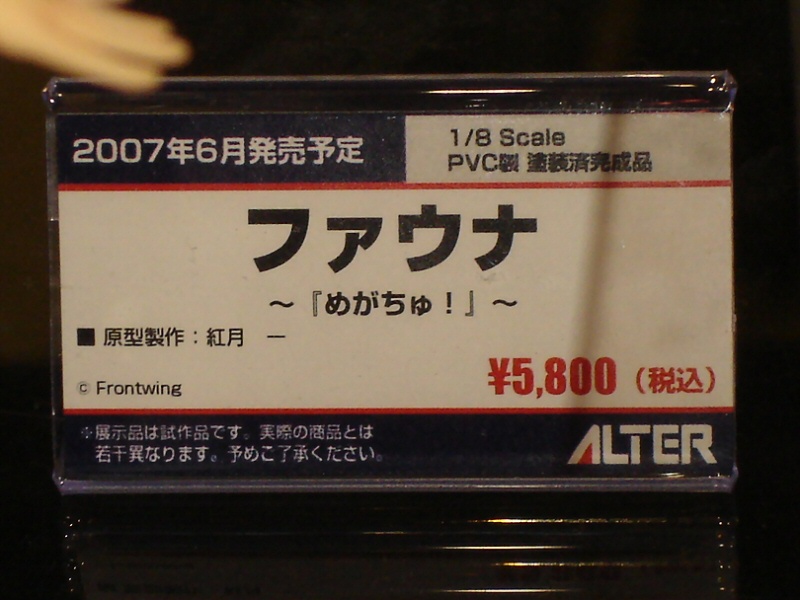 2007年6月発売予定
1/8 Scale
PVC製 塗装済完成品
ファウナ
～『めがちゅ！』～
■ 原型製作：紅月 一
© Frontwing
¥5,800（税込）
※展示品は試作品です。実際の商品とは
若干異なります。予めご了承ください。
ALTER